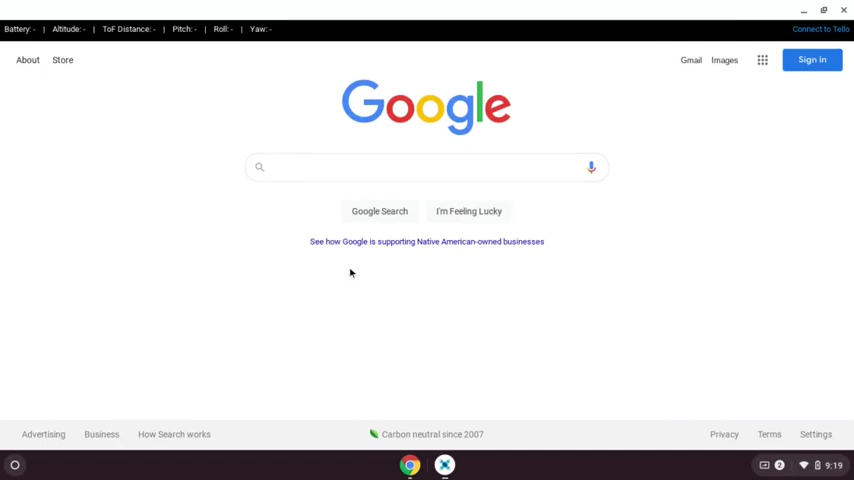 Battery: - | Altitude: - | ToF Distance: - | Pitch: - | Roll: - | Yaw: - Connect to Tello
About Store Gmail Images Sign in
Google
Google Search I'm Feeling Lucky
See how Google is supporting Native American-owned businesses
Advertising Business How Search works Carbon neutral since 2007 Privacy Terms Settings
2 9:19